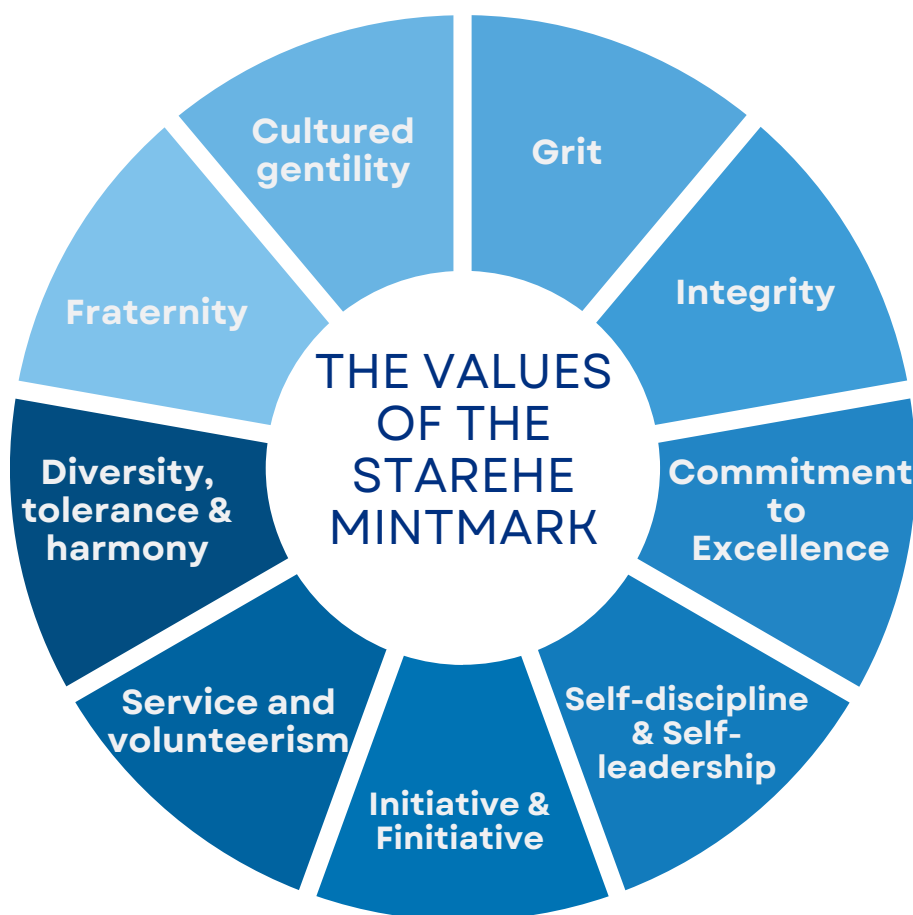 Cultured
gentility
Grit
Integrity
Commitment
to
Excellence
Self-discipline
& Self-
leadership
Initiative &
Finitiative
Service and
volunteerism
Diversity,
tolerance &
harmony
Fraternity
THE VALUES
OF THE
STAREHE
MINTMARK